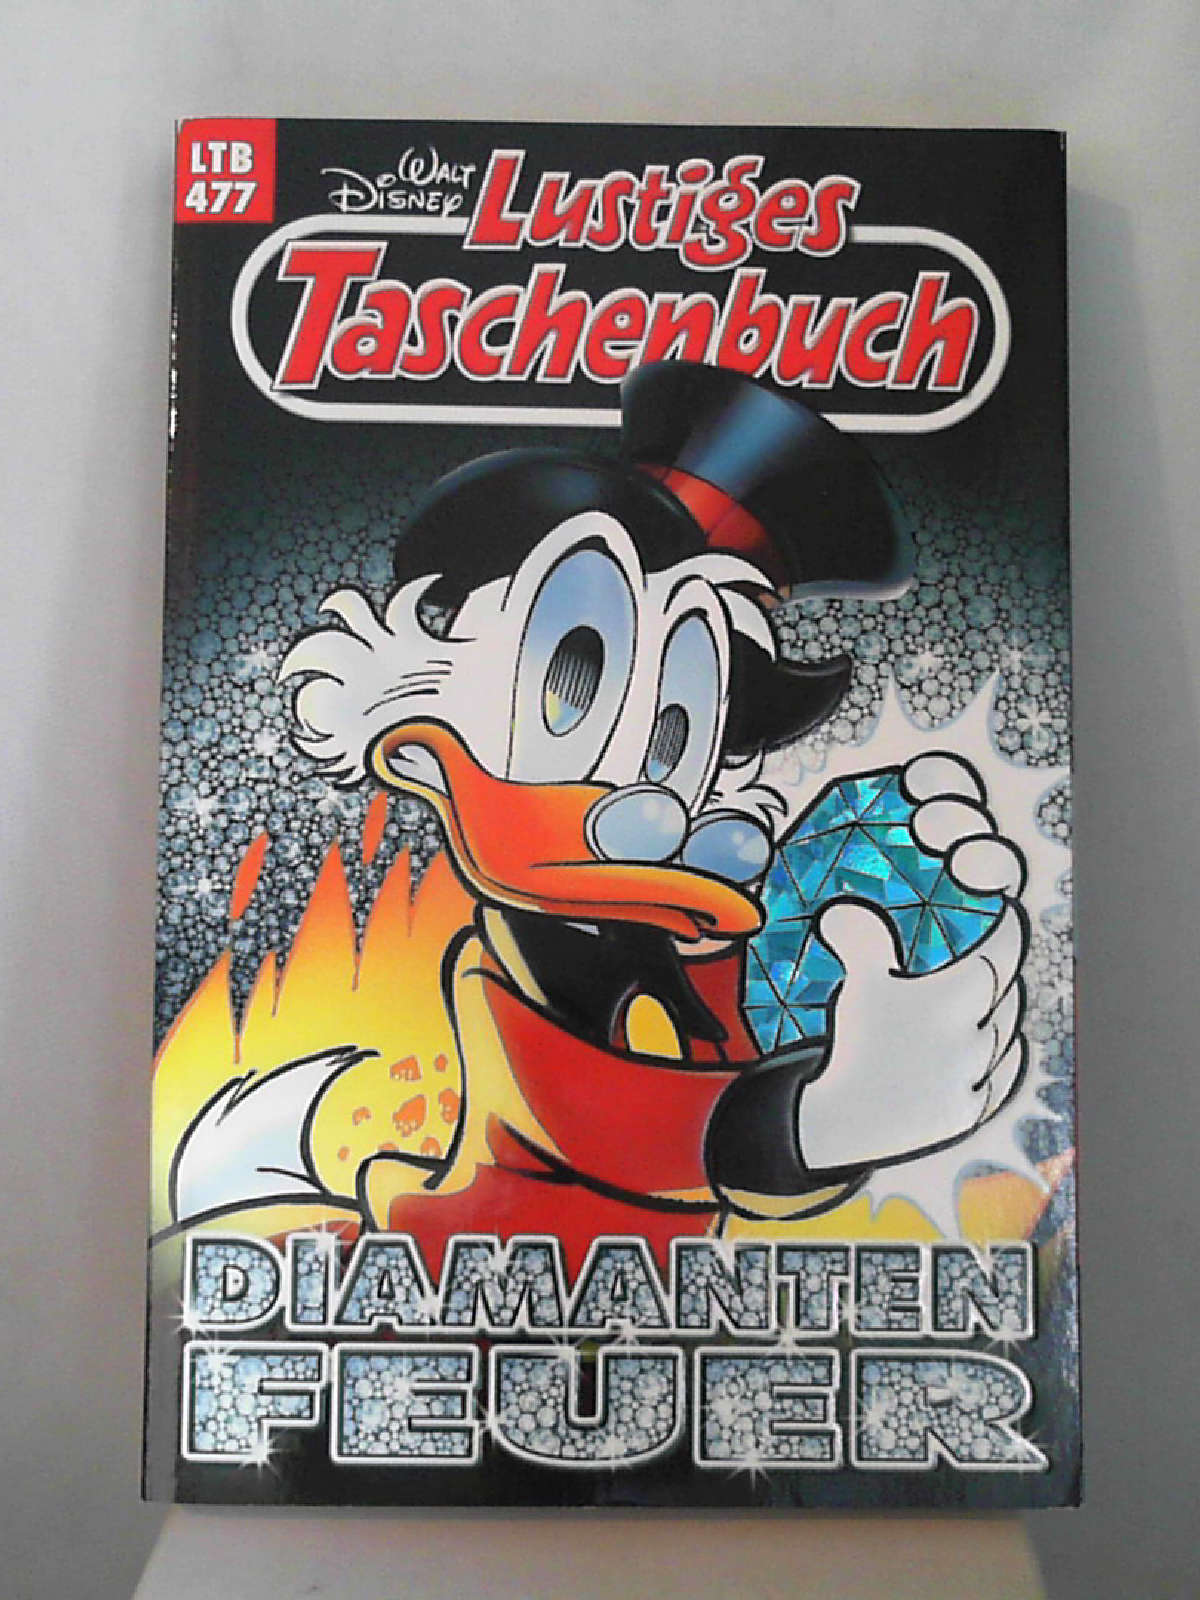 LTB
477
WALT
DISNEY
LUSTIGES
TASCHENBUCH
DIAMANTEN
FEUER